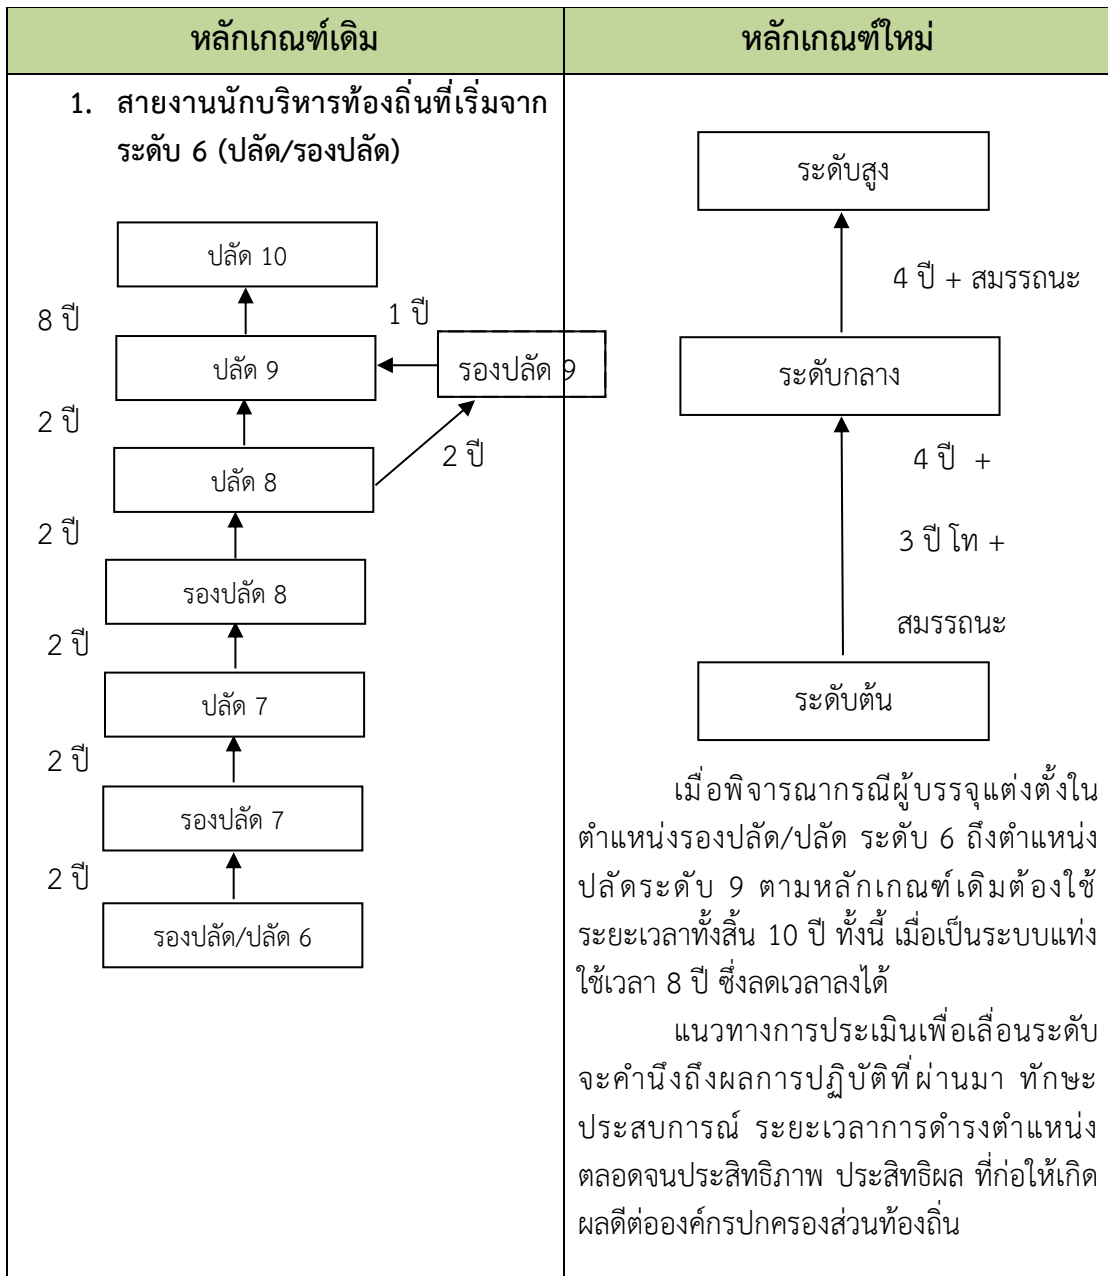 หลักเกณฑ์เดิม
หลักเกณฑ์ใหม่
1. สายงานนักบริหารท้องถิ่นที่เริ่มจาก
ระดับ 6 (ปลัด/รองปลัด)
ปลัด 10
8 ปี
1 ปี
ปลัด 9
รองปลัด 9
2 ปี
2 ปี
ปลัด 8
2 ปี
รองปลัด 8
2 ปี
ปลัด 7
2 ปี
รองปลัด 7
2 ปี
รองปลัด/ปลัด 6
ระดับสูง
4 ปี + สมรรถนะ
ระดับกลาง
4 ปี +
3 ปี โท +
สมรรถนะ
ระดับต้น
เมื่อพิจารณากรณีผู้บรรจุแต่งตั้งใน
ตำแหน่งรองปลัด/ปลัด ระดับ 6 ถึงตำแหน่ง
ปลัดระดับ 9 ตามหลักเกณฑ์เดิมต้องใช้
ระยะเวลาทั้งสิ้น 10 ปี ทั้งนี้ เมื่อเป็นระบบแท่ง
ใช้เวลา 8 ปี ซึ่งลดเวลาลงได้
แนวทางการประเมินเพื่อเลื่อนระดับ
จะคำนึงถึงผลการปฏิบัติที่ผ่านมา ทักษะ
ประสบการณ์ ระยะเวลาการดำรงตำแหน่ง
ตลอดจนประสิทธิภาพ ประสิทธิผล ที่ก่อให้เกิด
ผลดีต่อองค์กรปกครองส่วนท้องถิ่น